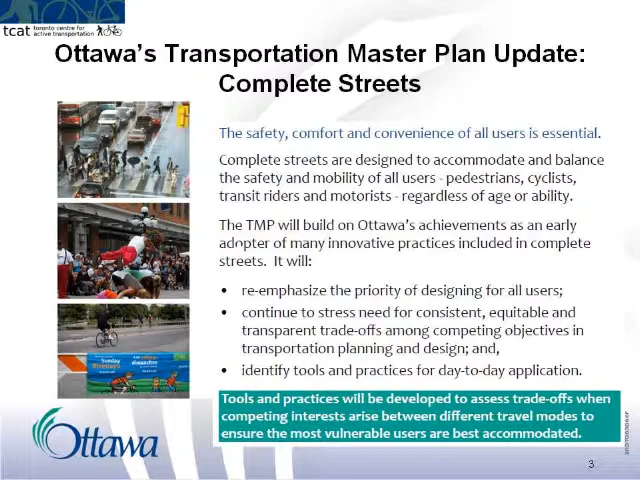 tcat toronto centre for
active transportation
Ottawa's Transportation Master Plan Update:
Complete Streets
The safety, comfort and convenience of all users is essential.
Complete streets are designed to accommodate and balance
the safety and mobility of all users - pedestrians, cyclists,
transit riders and motorists - regardless of age or ability.
The TMP will build on Ottawa's achievements as an early
adopter of many innovative practices included in complete
streets. It will:
• re-emphasize the priority of designing for all users;
• continue to stress need for consistent, equitable and
transparent trade-offs among competing objectives in
transportation planning and design; and,
• identify tools and practices for day-to-day application.
Sunday
Bikedays
Tools and practices will be developed to assess trade-offs when
competing interests arise between different travel modes to
ensure the most vulnerable users are best accommodated.
Ottawa
3